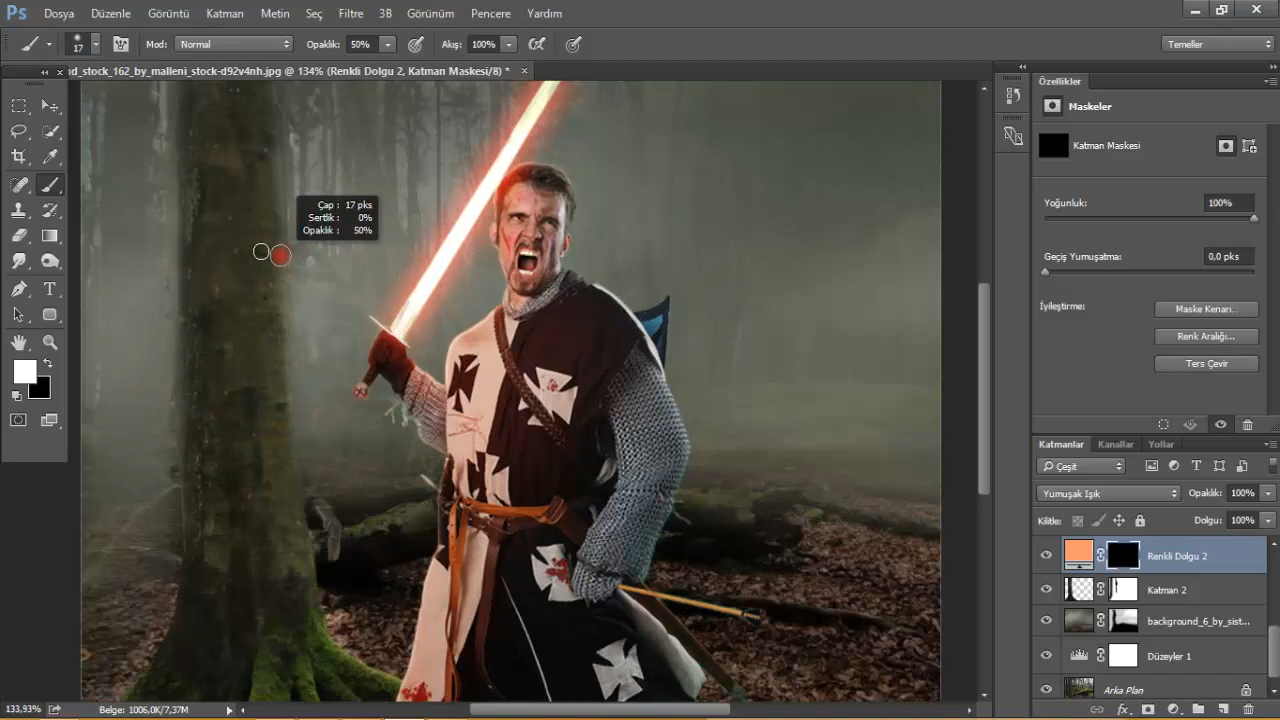 Ps Dosya Düzenle Görüntü Katman Metin Seç Filtre 3B Görünüm Pencere Yardım
17 Mod: Normal Opaklık: 50% Akış: 100% Temeller
ıd_stock_162_by_malleni_stock-d92v4nh.jpg @ 134% (Renkli Dolgu 2, Katman Maskesi/8) *
Özellikler
Maskeler
Katman Maskesi
Yoğunluk: 100%
Çap : 17 pks
Sertlik : 0%
Opaklık : 50%
Geçiş Yumuşatma: 0,0 pks
İyileştirme: Maske Kenarı...
Renk Aralığı...
Ters Çevir
Katmanlar Kanallar Yollar
Çeşit
Yumuşak Işık Opaklık: 100%
Kilitle: Dolgu: 100%
Renkli Dolgu 2
Katman 2
background_6_by_sist...
Düzeyler 1
Arka Plan
133,93% Belge: 1006,0K/7,37M